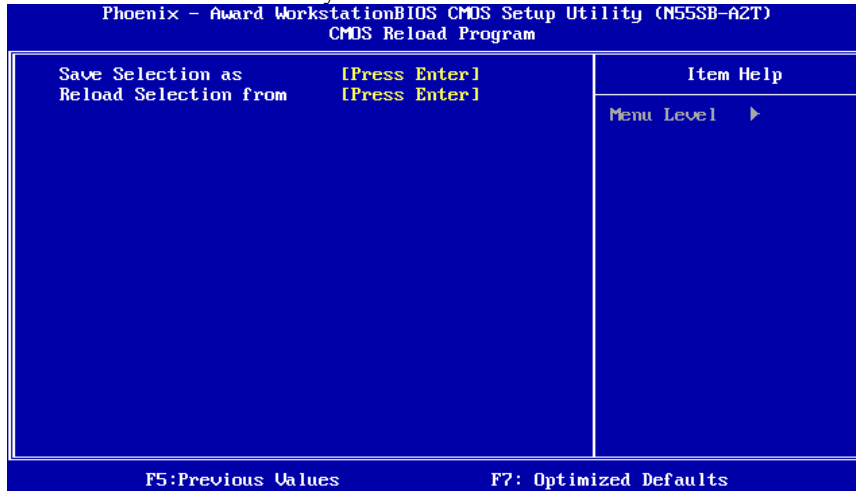 Phoenix - Award WorkstationBIOS CMOS Setup Utility (N55SB-A2T)
CMOS Reload Program
Save Selection as [Press Enter]
Reload Selection from [Press Enter]
Item Help
Menu Level ▶
F5:Previous Values F7: Optimized Defaults